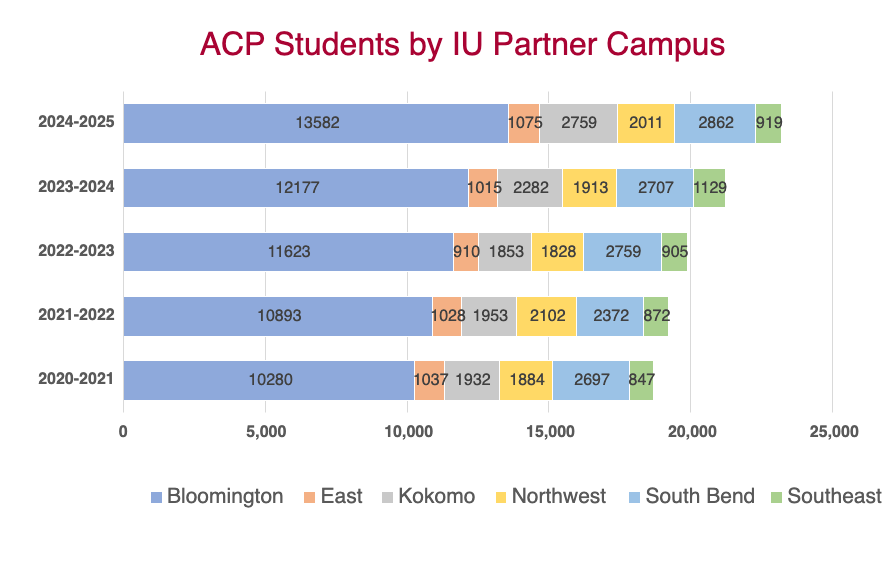 ACP Students by IU Partner Campus
2024-2025 13582 1075 2759 2011 2862 919
2023-2024 12177 1015 2282 1913 2707 1129
2022-2023 11623 910 1853 1828 2759 905
2021-2022 10893 1028 1953 2102 2372 872
2020-2021 10280 1037 1932 1884 2697 847
0 5,000 10,000 15,000 20,000 25,000
Bloomington East Kokomo Northwest South Bend Southeast